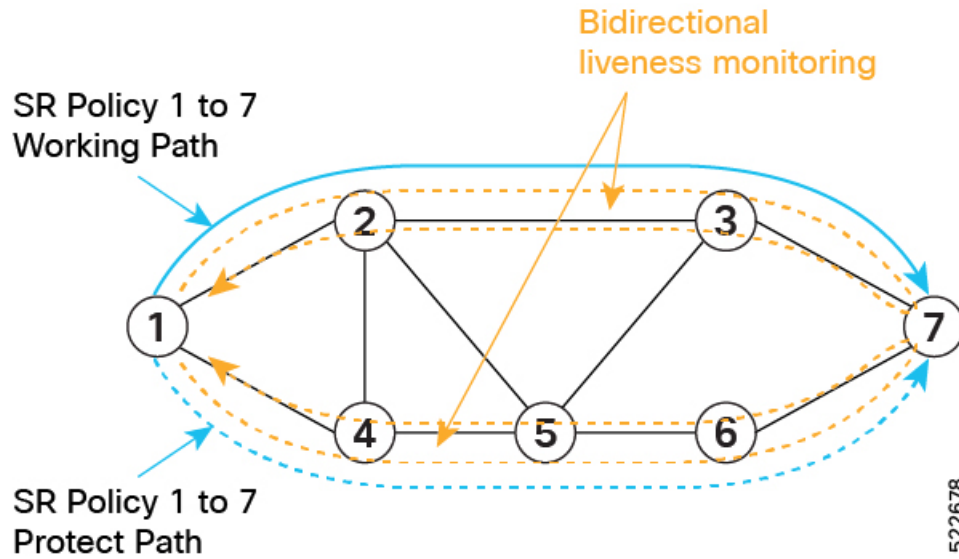 Bidirectional
liveness monitoring
SR Policy 1 to 7
Working Path
2
3
1
7
4
5
6
SR Policy 1 to 7
Protect Path
522678